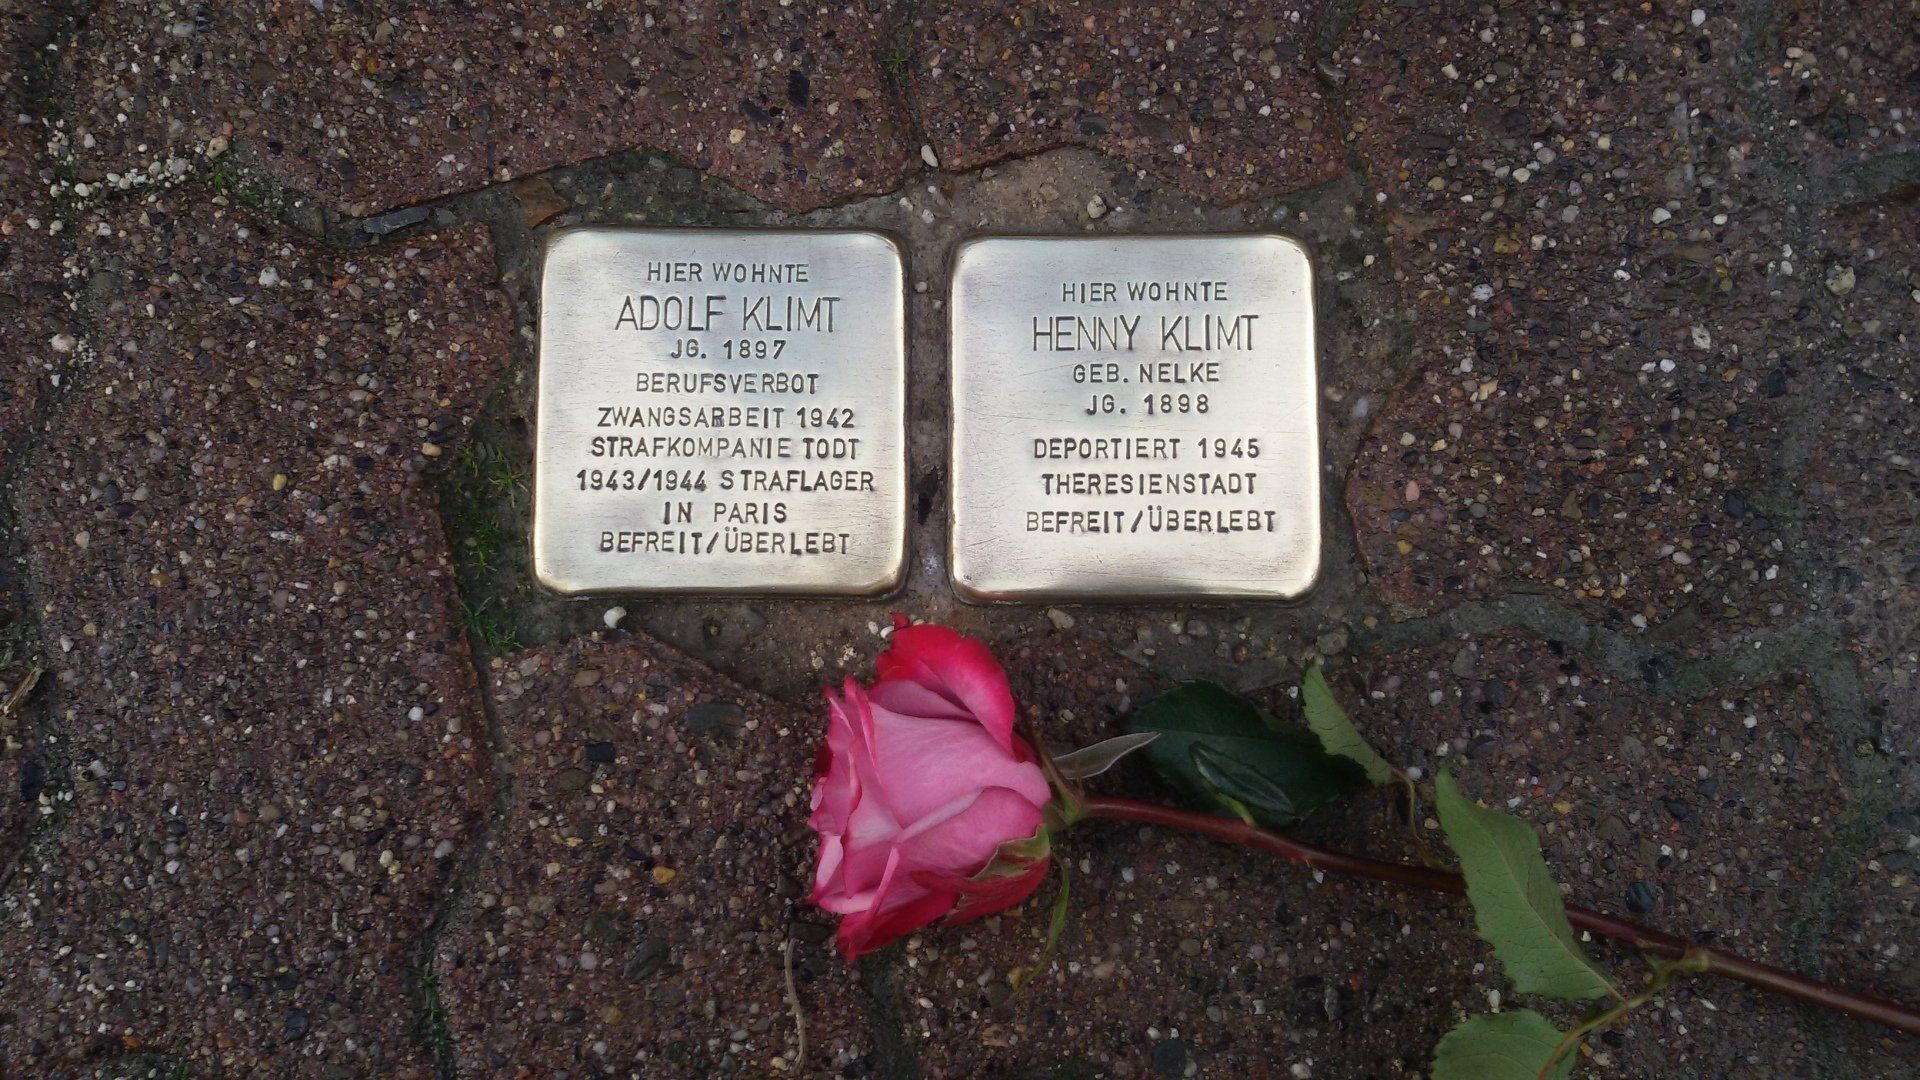 HIER WOHNTE
ADOLF KLIMT
JG. 1897
BERUFSVERBOT
ZWANGSARBEIT 1942
STRAFKOMPANIE TODT
1943/1944 STRAFLAGER
IN PARIS
BEFREIT/ÜBERLEBT
HIER WOHNTE
HENNY KLIMT
GEB. NELKE
JG. 1898
DEPORTIERT 1945
THERESIENSTADT
BEFREIT/ÜBERLEBT